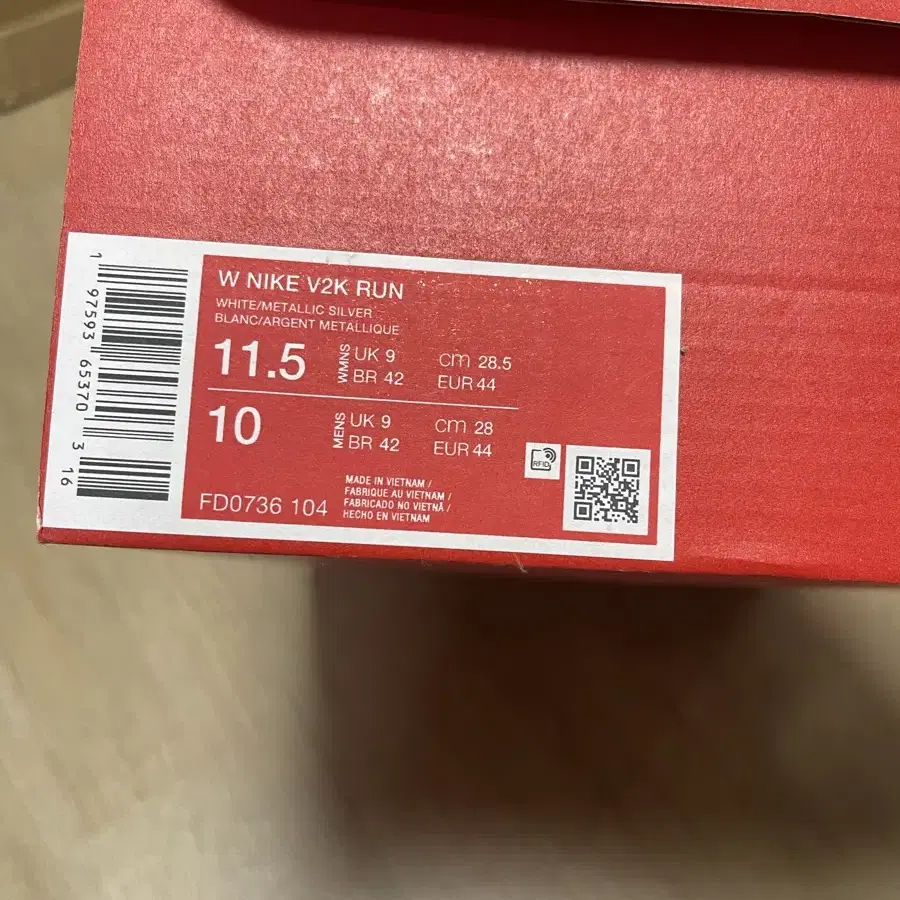 W NIKE V2K RUN
WHITE/METALLIC SILVER
BLANC/ARGENT METALLIQUE
11.5 WMNS UK 9 cm 28.5
BR 42 EUR 44
10 MENS UK 9 cm 28
BR 42 EUR 44
FD0736 104
MADE IN VIETNAM /
FABRIQUE AU VIETNAM /
FABRICADO NO VIETNÃ /
HECHO EN VIETNAM
RFID
1 97593 65370 3 16